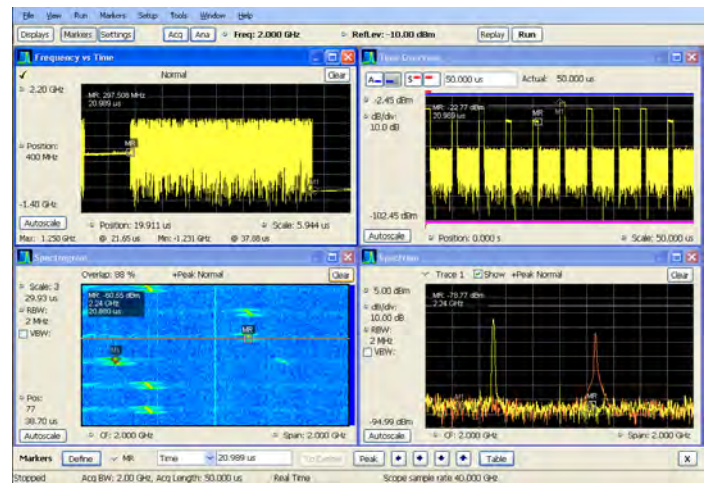 File View Run Markers Setup Tools Window Help
Displays Markers Settings Acq Ana Freq: 2.000 GHz RefLev: -10.00 dBm Replay Run
Frequency vs Time
Normal Clear
2.20 GHz
MR: 297.508 MHz
20.989 us
Position:
400 MHz
MR
-1.40 GHz
Autoscale Position: 19.911 us Scale: 5.944 us
Max: 1.250 GHz @ 21.65 us Min: -1.231 GHz @ 37.88 us
Time Overview
50.000 us Actual: 50.000 us
-2.45 dBm
MR: -22.77 dBm
20.989 us
MR
M1
dB/div:
10.0 dB
-102.45 dBm
Autoscale Position: 0.000 s Scale: 50.000 us
Spectrogram
Overlap: 88 % +Peak Normal Clear
Scale: 3
29.93 us
RBW:
2 MHz
VBW:
MR: -80.65 dBm
2.24 GHz
20.880 us
MR
M1
Pos:
77
38.70 us
Autoscale CF: 2.000 GHz Span: 2.000 GHz
Spectrum
Trace 1 Show +Peak Normal Clear
5.00 dBm
dB/div:
10.00 dB
RBW:
2 MHz
VBW:
MR: -79.77 dBm
2.24 GHz
MR
-94.99 dBm
Autoscale CF: 2.000 GHz Span: 2.000 GHz
Markers Define MR Time 20.989 us To Center Peak Table X
Stopped Acq BW: 2.00 GHz, Acq Length: 50.000 us Real Time Scope sample rate 40.000 GHz